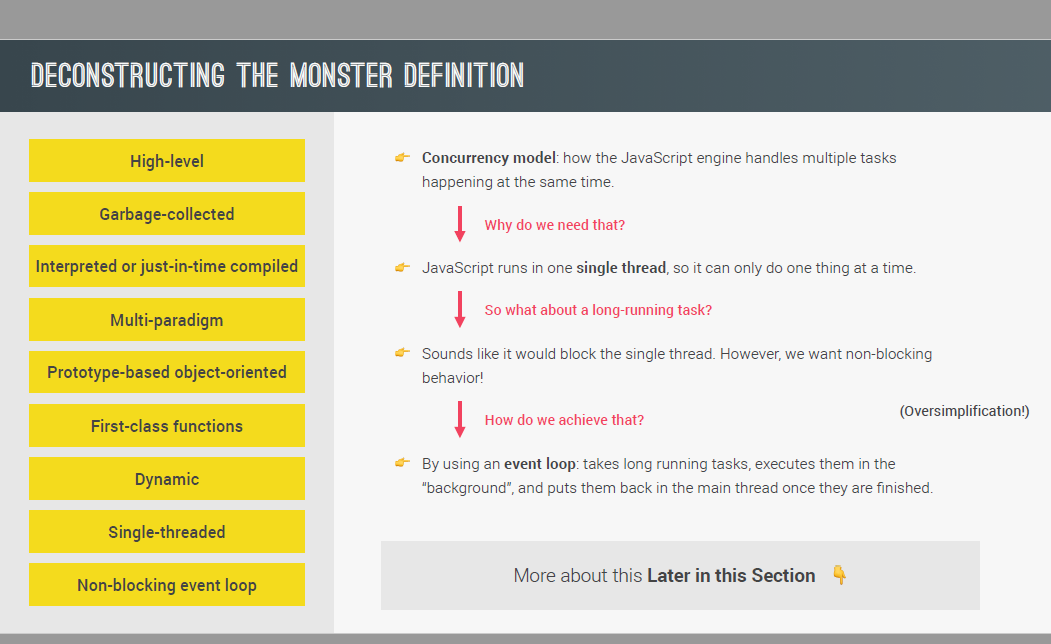 DECONSTRUCTING THE MONSTER DEFINITION
High-level
Garbage-collected
Interpreted or just-in-time compiled
Multi-paradigm
Prototype-based object-oriented
First-class functions
Dynamic
Single-threaded
Non-blocking event loop
👉 Concurrency model: how the JavaScript engine handles multiple tasks
happening at the same time.
Why do we need that?
👉 JavaScript runs in one single thread, so it can only do one thing at a time.
So what about a long-running task?
👉 Sounds like it would block the single thread. However, we want non-blocking
behavior!
(Oversimplification!)
How do we achieve that?
👉 By using an event loop: takes long running tasks, executes them in the
“background”, and puts them back in the main thread once they are finished.
More about this Later in this Section 👇